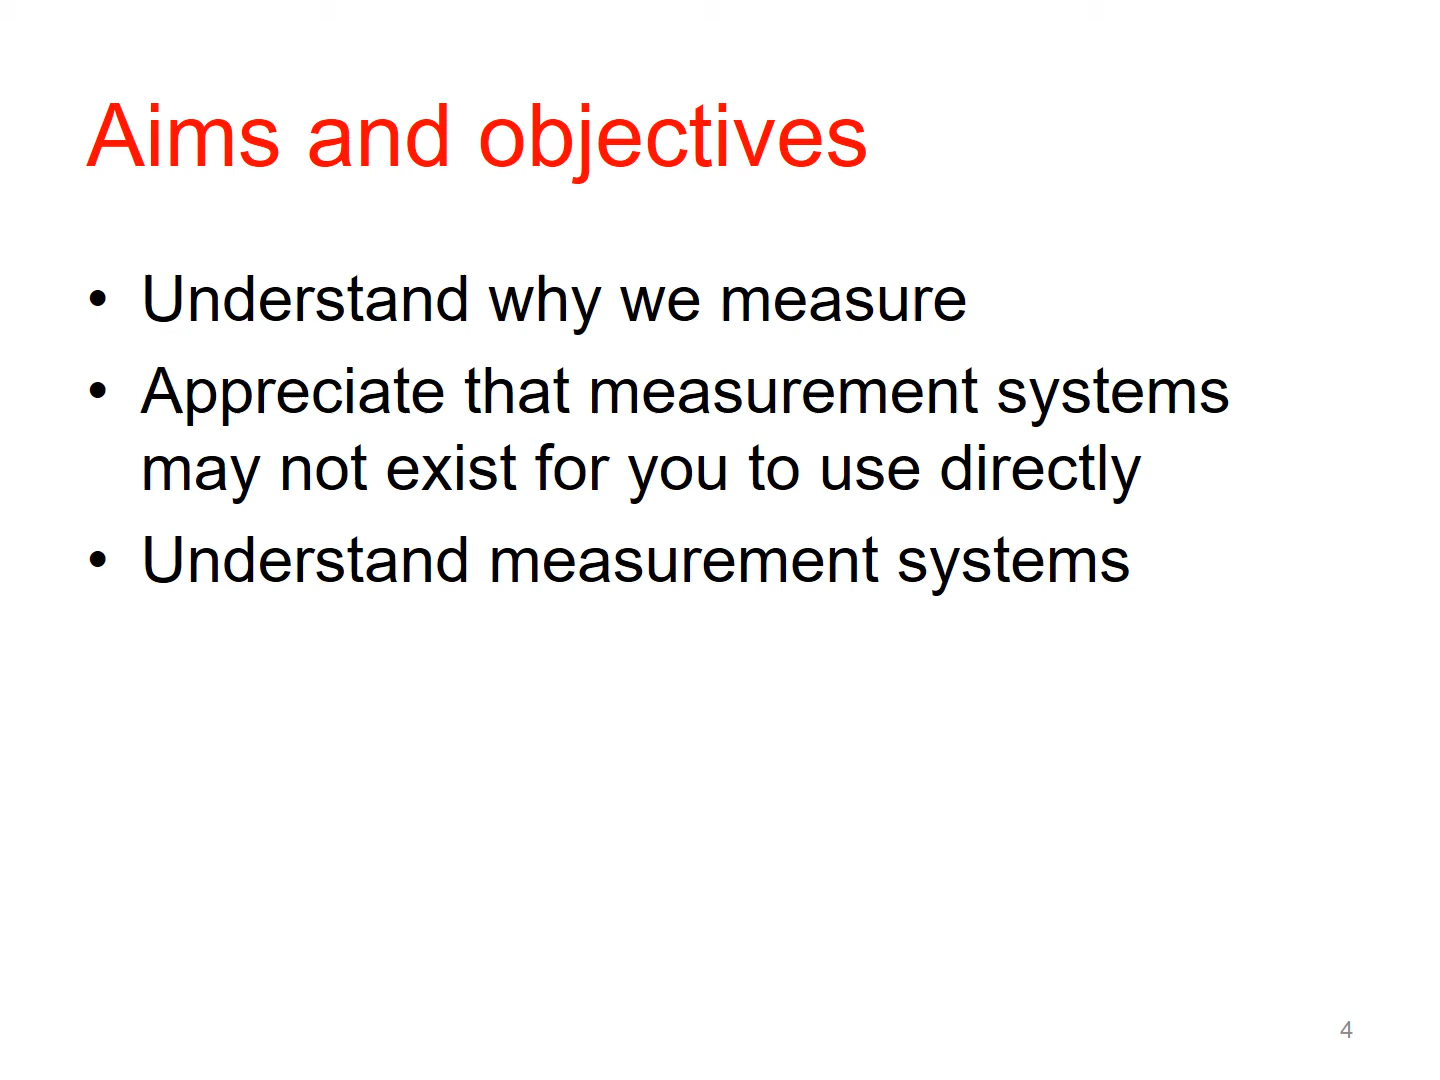 Aims and objectives
• Understand why we measure
• Appreciate that measurement systems
may not exist for you to use directly
• Understand measurement systems
4